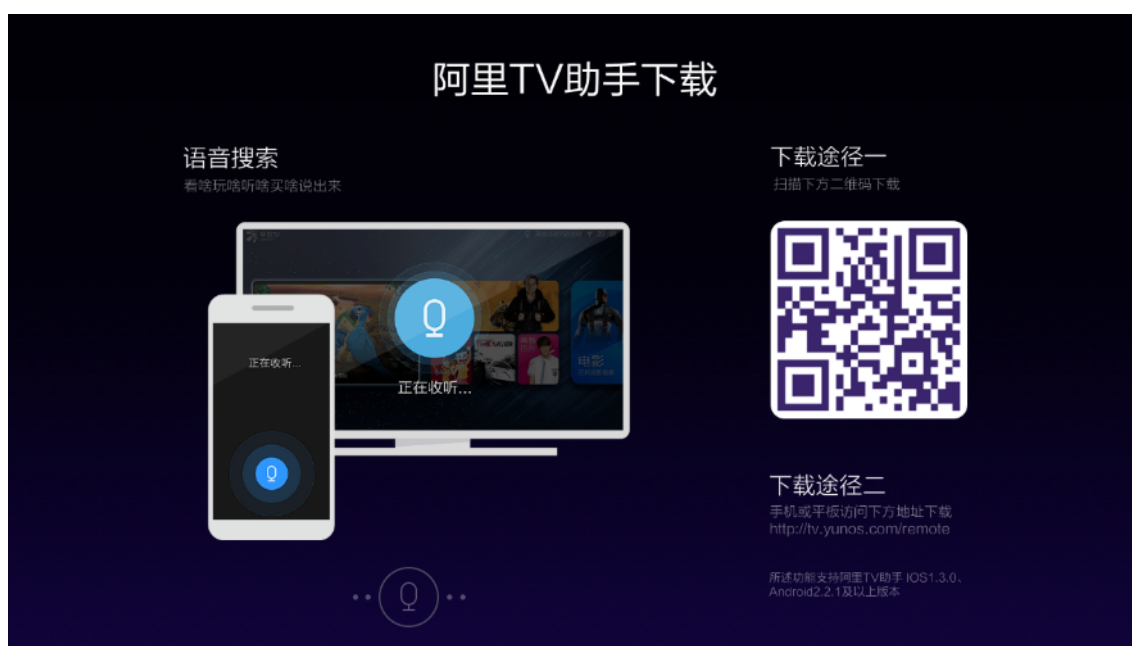 阿里TV助手下载
语音搜索
看啥玩啥听啥买啥说出来
正在收听...
正在收听...
电影
下载途径一
扫描下方二维码下载
下载途径二
手机或平板访问下方地址下载
http://tv.yunos.com/remote
所述功能支持阿里TV助手 IOS1.3.0、
Android2.2.1及以上版本